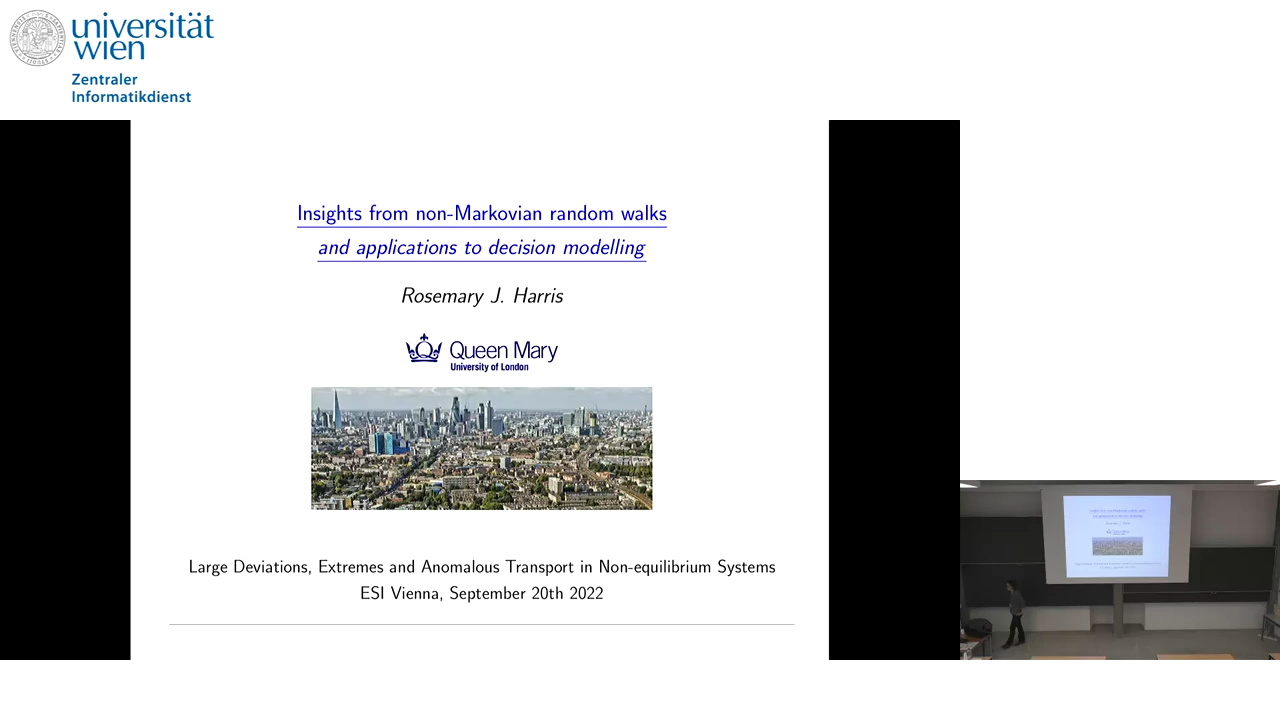 universität
wien
Zentraler
Informatikdienst
Insights from non-Markovian random walks
and applications to decision modelling
Rosemary J. Harris
Queen Mary
University of London
Large Deviations, Extremes and Anomalous Transport in Non-equilibrium Systems
ESI Vienna, September 20th 2022